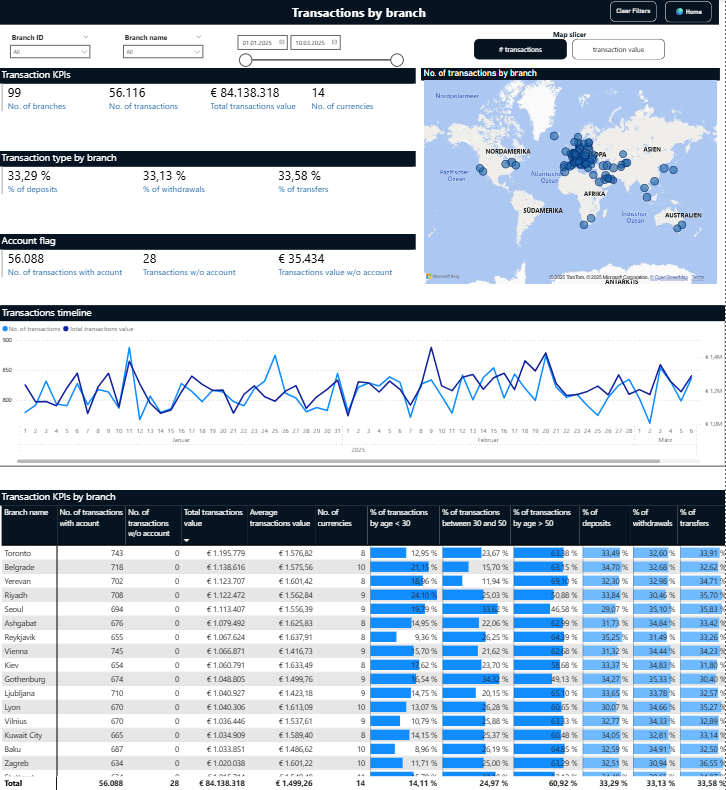 Transactions by branch
Clear Filters
Home
Branch ID
Branch name
All
All
01.01.2025
10.03.2025
Map slicer
# transactions
transaction value
Transaction KPIs
99
56.116
€ 84.138.318
14
No. of branches
No. of transactions
Total transactions value
No. of currencies
Transaction type by branch
33,29 %
33,13 %
33,58 %
% of deposits
% of withdrawals
% of transfers
Account flag
56.088
28
€ 35.434
No. of transactions with acount
Transactions w/o account
Transactions value w/o account
No. of transactions by branch
Nordpolarmeer
NORDAMERIKA
ASIEN
Pazifischer
Ozean
Atlantischer
Ozean
AFRIKA
SÜDAMERIKA
Indischer
Ozean
AUSTRALIEN
Microsoft Bing
© 2025 TomTom, © 2025 Microsoft Corporation, © OpenStreetMap Terms
ANTARKTIS
Transactions timeline
No. of transactions
Total transactions value
900
850
800
€ 1,4M
€ 1,2M
€ 1,0M
1 2 3 4 5 6 7 8 9 10 11 12 13 14 15 16 17 18 19 20 21 22 23 24 25 26 27 28 29 30 31 1 2 3 4 5 6 7 8 9 10 11 12 13 14 15 16 17 18 19 20 21 22 23 24 25 26 27 28 1 2 3 4 5 6
Januar
Februar
März
2025
Transaction KPIs by branch
Branch name No. of transactions with acount No. of transactions w/o account Total transactions value Average transactions value No. of currencies % of transactions by age < 30 % of transactions between 30 and 50 % of transactions by age > 50 % of deposits % of withdrawals % of transfers
Toronto 743 0 € 1.195.779 € 1.576,82 8 12,95 % 23,67 % 63,38 % 33,49 % 32,60 % 33,91 %
Belgrade 718 0 € 1.138.616 € 1.575,56 10 21,15 % 15,70 % 63,15 % 34,70 % 32,68 % 32,62 %
Yerevan 702 0 € 1.123.707 € 1.601,42 8 18,96 % 11,94 % 69,10 % 32,30 % 32,98 % 34,71 %
Riyadh 708 0 € 1.122.472 € 1.562,84 9 24,10 % 25,03 % 50,88 % 33,84 % 30,46 % 35,70 %
Seoul 694 0 € 1.113.407 € 1.556,39 9 19,79 % 33,62 % 46,58 % 29,07 % 35,10 % 35,83 %
Ashgabat 676 0 € 1.079.492 € 1.625,83 8 14,95 % 22,06 % 62,99 % 31,73 % 34,84 % 33,42 %
Reykjavik 655 0 € 1.067.624 € 1.637,91 8 9,36 % 26,25 % 64,39 % 35,25 % 31,49 % 33,26 %
Vienna 745 0 € 1.066.871 € 1.416,73 9 15,70 % 21,62 % 62,68 % 31,32 % 34,44 % 34,23 %
Kiev 654 0 € 1.060.791 € 1.633,49 8 17,62 % 23,70 % 58,68 % 33,37 % 34,83 % 31,80 %
Gothenburg 674 0 € 1.048.805 € 1.499,76 9 16,54 % 34,32 % 49,13 % 34,27 % 35,33 % 30,40 %
Ljubljana 710 0 € 1.040.927 € 1.423,18 9 14,75 % 20,15 % 65,10 % 33,65 % 33,78 % 32,57 %
Lyon 670 0 € 1.040.306 € 1.613,09 10 13,07 % 26,28 % 60,65 % 30,07 % 34,66 % 35,27 %
Vilnius 670 0 € 1.036.446 € 1.537,61 9 10,79 % 25,88 % 63,33 % 32,77 % 34,33 % 32,89 %
Kuwait City 665 0 € 1.034.909 € 1.589,40 8 14,15 % 25,37 % 60,48 % 34,05 % 32,81 % 33,14 %
Baku 687 0 € 1.033.851 € 1.486,62 10 8,96 % 26,19 % 64,85 % 32,59 % 34,91 % 32,50 %
Zagreb 634 0 € 1.020.038 € 1.601,22 10 11,71 % 25,00 % 63,29 % 32,51 % 30,94 % 36,55 %
Total 56.088 28 € 84.138.318 € 1.499,26 14 14,11 % 24,97 % 60,92 % 33,29 % 33,13 % 33,58 %